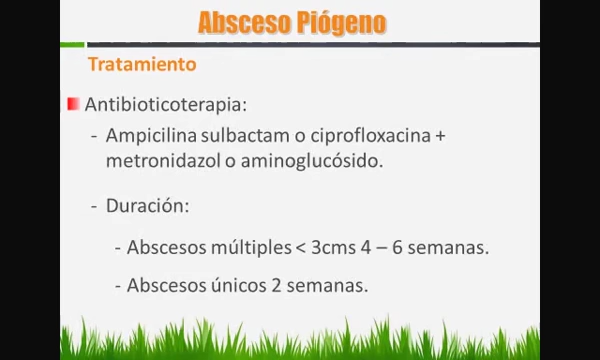 Absceso Piógeno
Tratamiento
Antibioticoterapia:
- Ampicilina sulbactam o ciprofloxacina +
metronidazol o aminoglucósido.
- Duración:
- Abscesos múltiples < 3cms 4 – 6 semanas.
- Abscesos únicos 2 semanas.